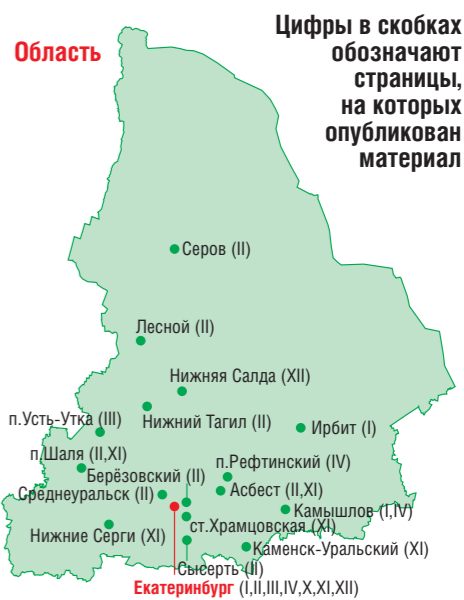 Область
Цифры в скобках
обозначают
страницы,
на которых
опубликован
материал
Серов (II)
Лесной (II)
Нижняя Салда (XII)
п.Усть-Утка (III)
Нижний Тагил (II)
Ирбит (I)
п.Шаля (II,XI)
п.Рефтинский (IV)
Берёзовский (II)
Асбест (II,XI)
Среднеуральск (II)
Камышлов (I,IV)
ст.Храмцовская (XI)
Нижние Серги (XI)
Каменск-Уральский (XI)
Сысерть (II)
Екатеринбург (I,II,III,IV,X,XI,XII)